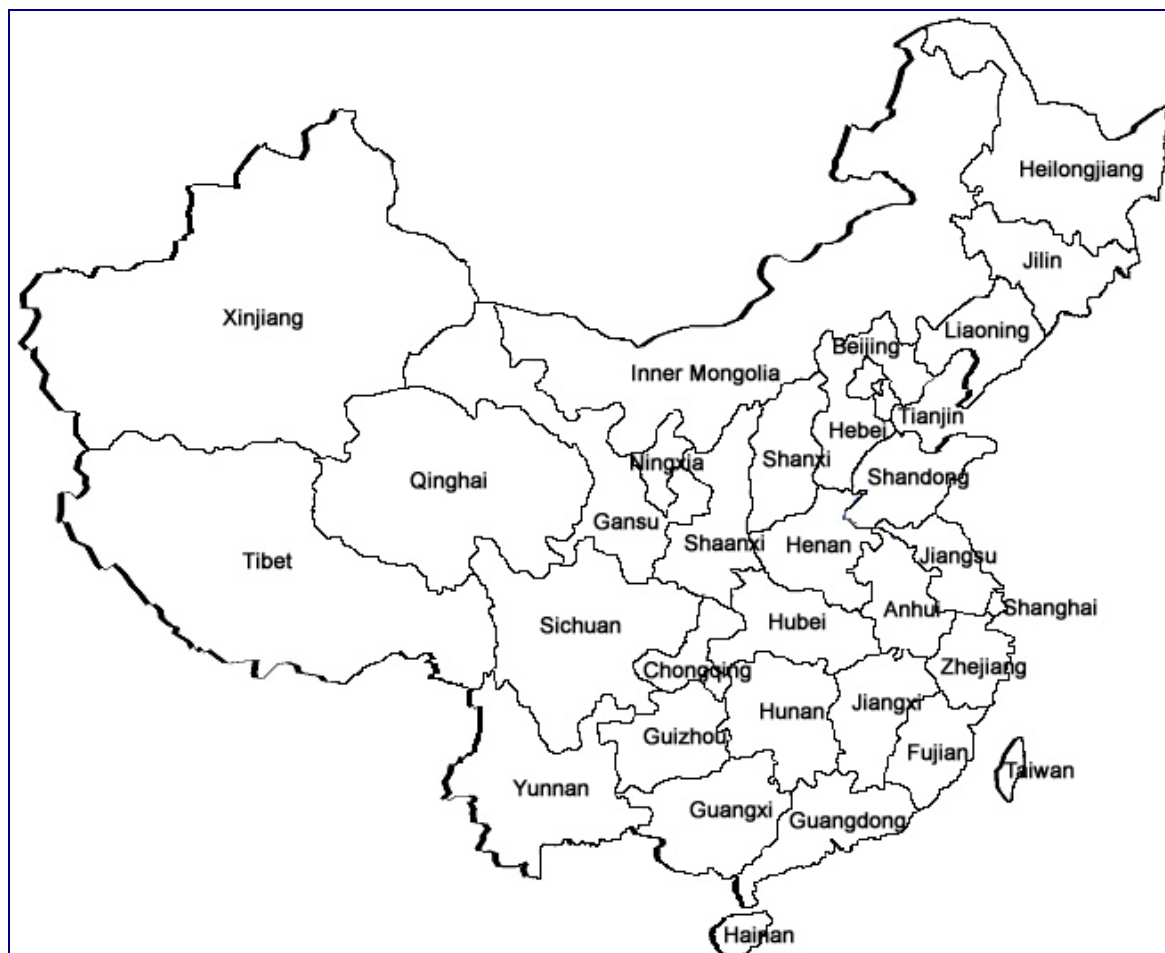 Heilongjiang
Jilin
Xinjiang
Liaoning
Beijing
Inner Mongolia
Tianjin
Hebei
Ningxia
Shanxi
Shandong
Qinghai
Gansu
Shaanxi
Henan
Jiangsu
Tibet
Anhui
Shanghai
Sichuan
Hubei
Chongqing
Zhejiang
Hunan
Jiangxi
Guizhou
Fujian
Taiwan
Yunnan
Guangxi
Guangdong
Hainan